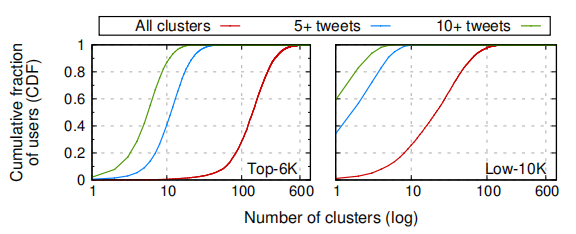 All clusters 5+ tweets 10+ tweets
Cumulative fraction
of users (CDF)
1
0.8
0.6
0.4
0.2
0
Top-6K
Low-10K
1 10 100 600
1 10 100 600
Number of clusters (log)